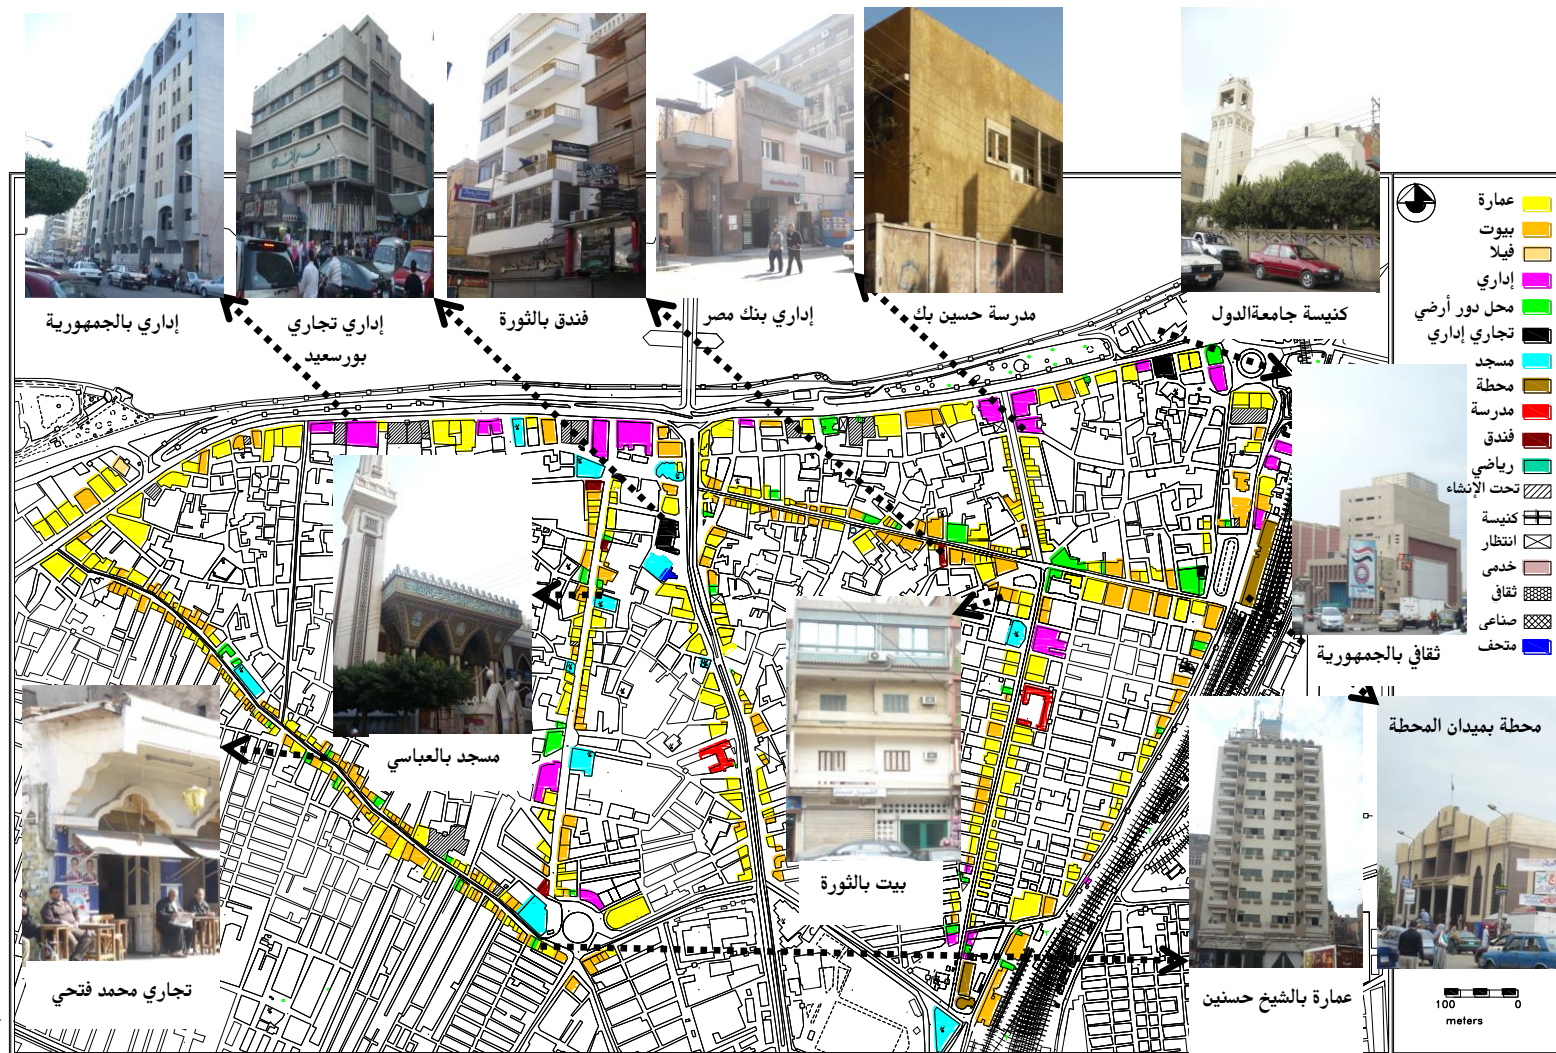 إداري بالجمهورية
إداري تجاري
بورسعيد
فندق بالثورة
إداري بنك مصر
مدرسة حسين بك
كنيسة جامعةالدول
عمارة
بيوت
فيلا
إداري
محل دور أرضي
تجاري إداري
مسجد
محطة
مدرسة
فندق
رياضي
تحت الإنشاء
كنيسة
انتظار
خدمى
ثقافي
صناعى
متحف
ثقافي بالجمهورية
محطة بميدان المحطة
مسجد بالعباسي
بيت بالثورة
تجاري محمد فتحي
عمارة بالشيخ حسنين
100 0
meters